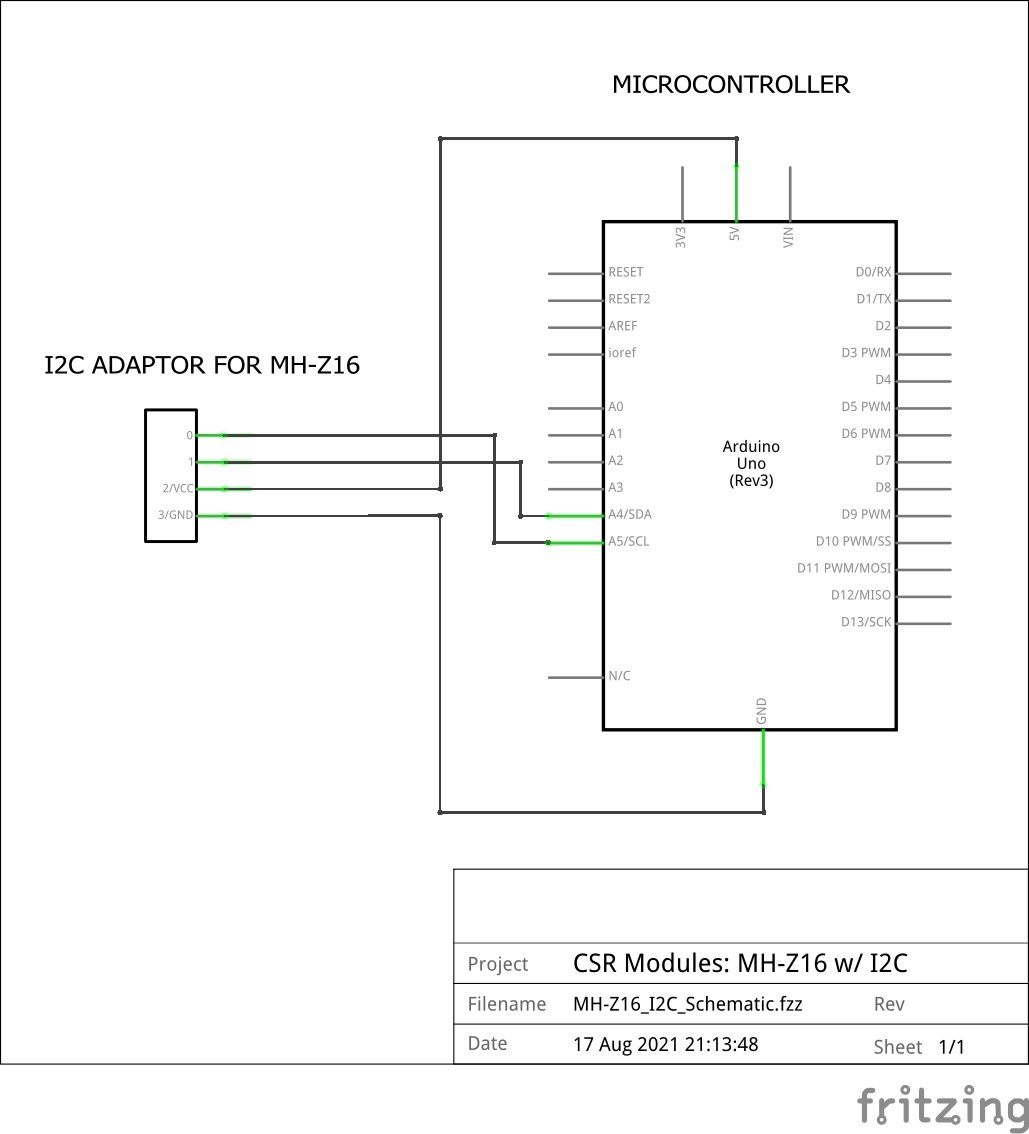 MICROCONTROLLER
3V3
5V
VIN
RESET
D0/RX
RESET2
D1/TX
AREF
D2
ioref
D3 PWM
D4
I2C ADAPTOR FOR MH-Z16
A0
D5 PWM
0
A1
D6 PWM
Arduino
Uno
(Rev3)
1
A2
D7
2/VCC
A3
D8
3/GND
A4/SDA
D9 PWM
A5/SCL
D10 PWM/SS
D11 PWM/MOSI
D12/MISO
D13/SCK
N/C
GND
Project CSR Modules: MH-Z16 w/ I2C
Filename MH-Z16_I2C_Schematic.fzz Rev
Date 17 Aug 2021 21:13:48 Sheet 1/1
fritzing